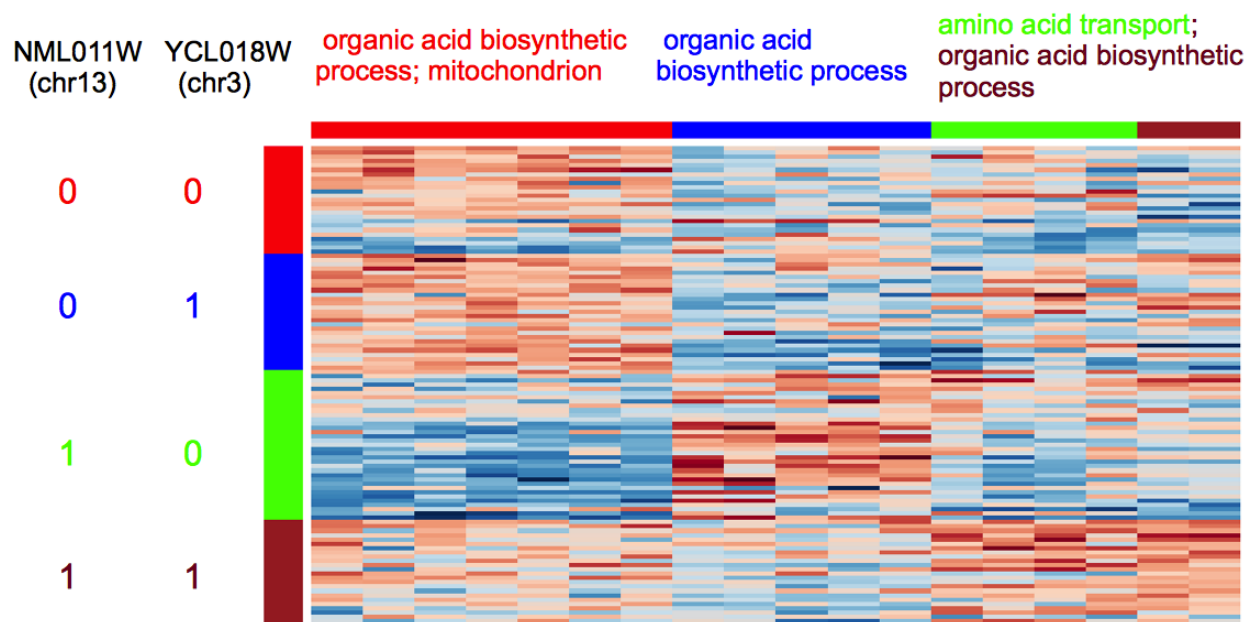 NML011W YCL018W
(chr13) (chr3)
organic acid biosynthetic
process; mitochondrion
organic acid
biosynthetic process
amino acid transport;
organic acid biosynthetic
process
0 0
0 1
1 0
1 1